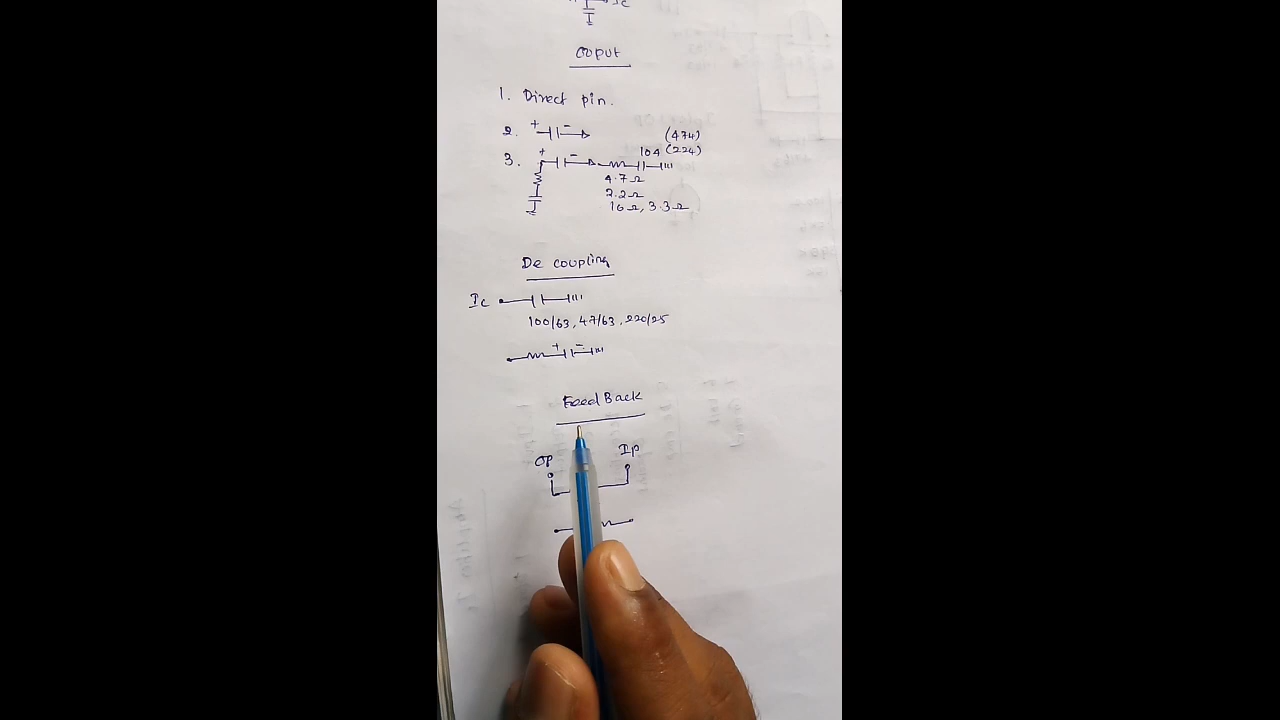 OPUT
1. Direct pin.
2. + -
(474)
3. + - 104 (224)
4.7Ω
2.2Ω
10Ω, 3.3Ω
De coupling
Ic
100/63, 47/63, 220/25
+ -
Feed Back
OP IP